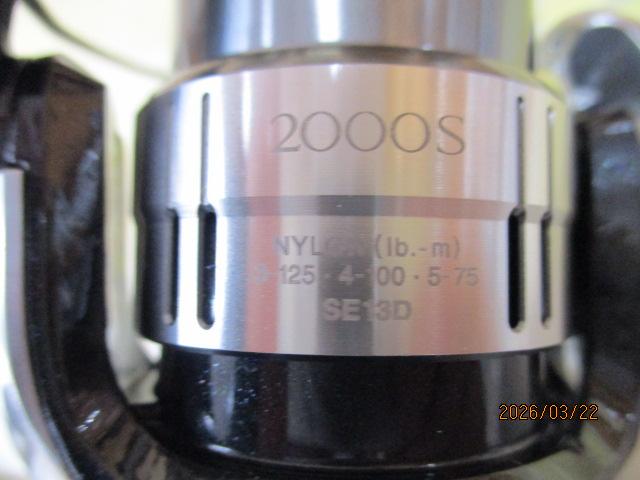 2000S
NYLON (lb.-m)
3-125・4-100・5-75
SE13D
2026/03/22